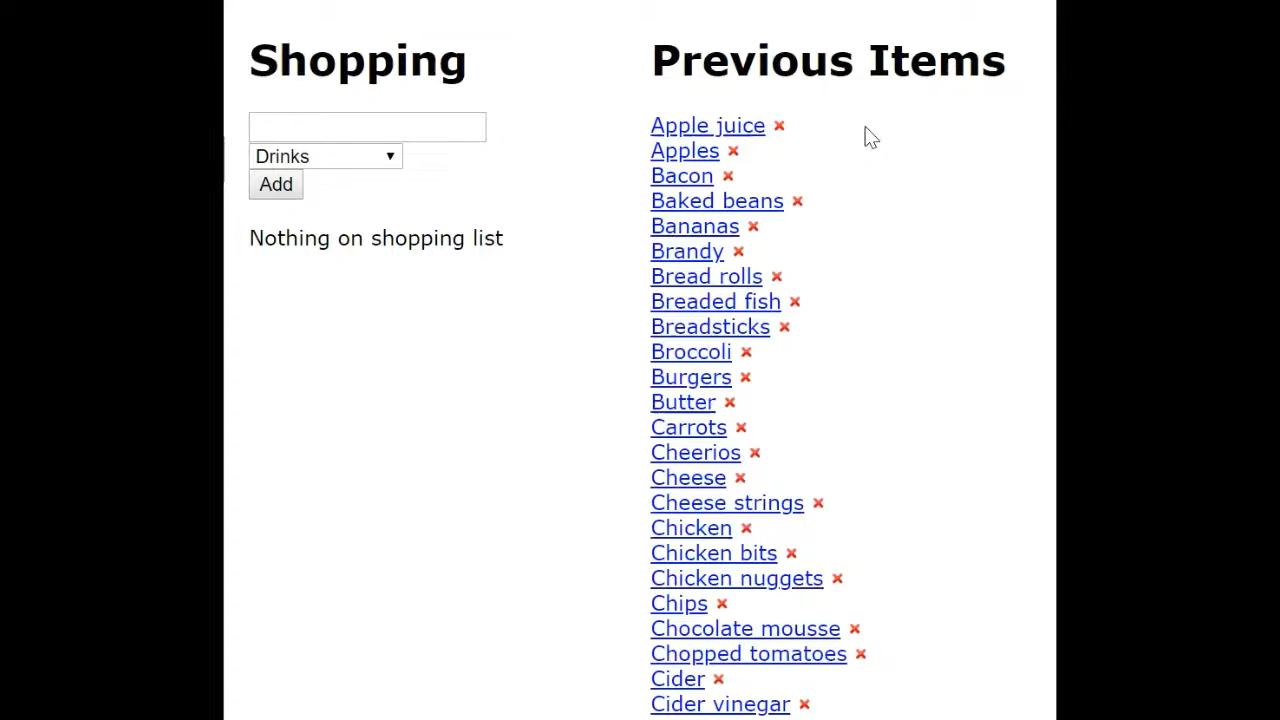 Shopping
Drinks
Add
Nothing on shopping list
Previous Items
Apple juice
Apples
Bacon
Baked beans
Bananas
Brandy
Bread rolls
Breaded fish
Breadsticks
Broccoli
Burgers
Butter
Carrots
Cheerios
Cheese
Cheese strings
Chicken
Chicken bits
Chicken nuggets
Chips
Chocolate mousse
Chopped tomatoes
Cider
Cider vinegar